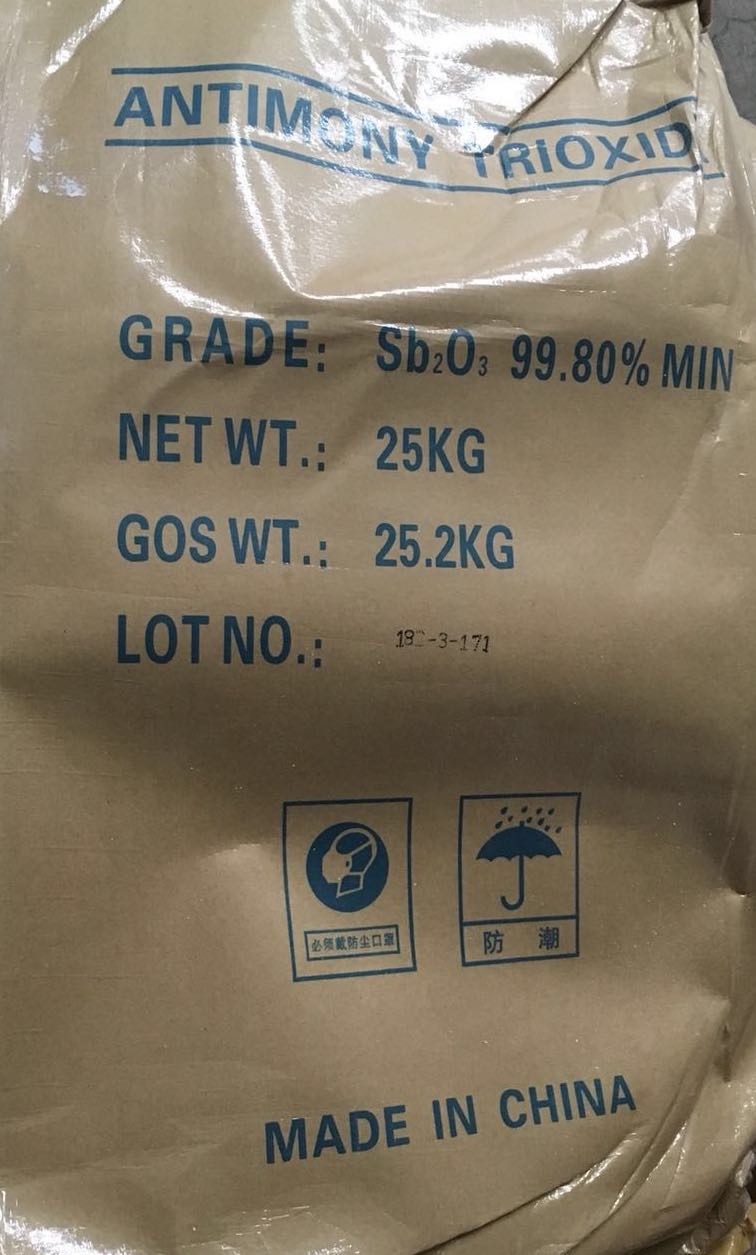 ANTIMONY TRIOXID
GRADE: Sb₂O₃ 99.80% MIN
NET WT.: 25KG
GOS WT.: 25.2KG
LOT NO.:
必须戴防尘口罩
防 潮
MADE IN CHINA